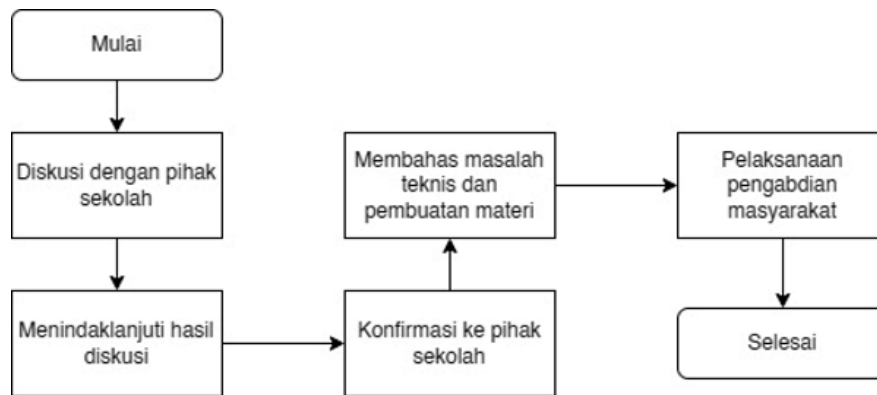 Mulai
Diskusi dengan pihak
sekolah
Menindaklanjuti hasil
diskusi
Konfirmasi ke pihak
sekolah
Membahas masalah
teknis dan
pembuatan materi
Pelaksanaan
pengabdian
masyarakat
Selesai